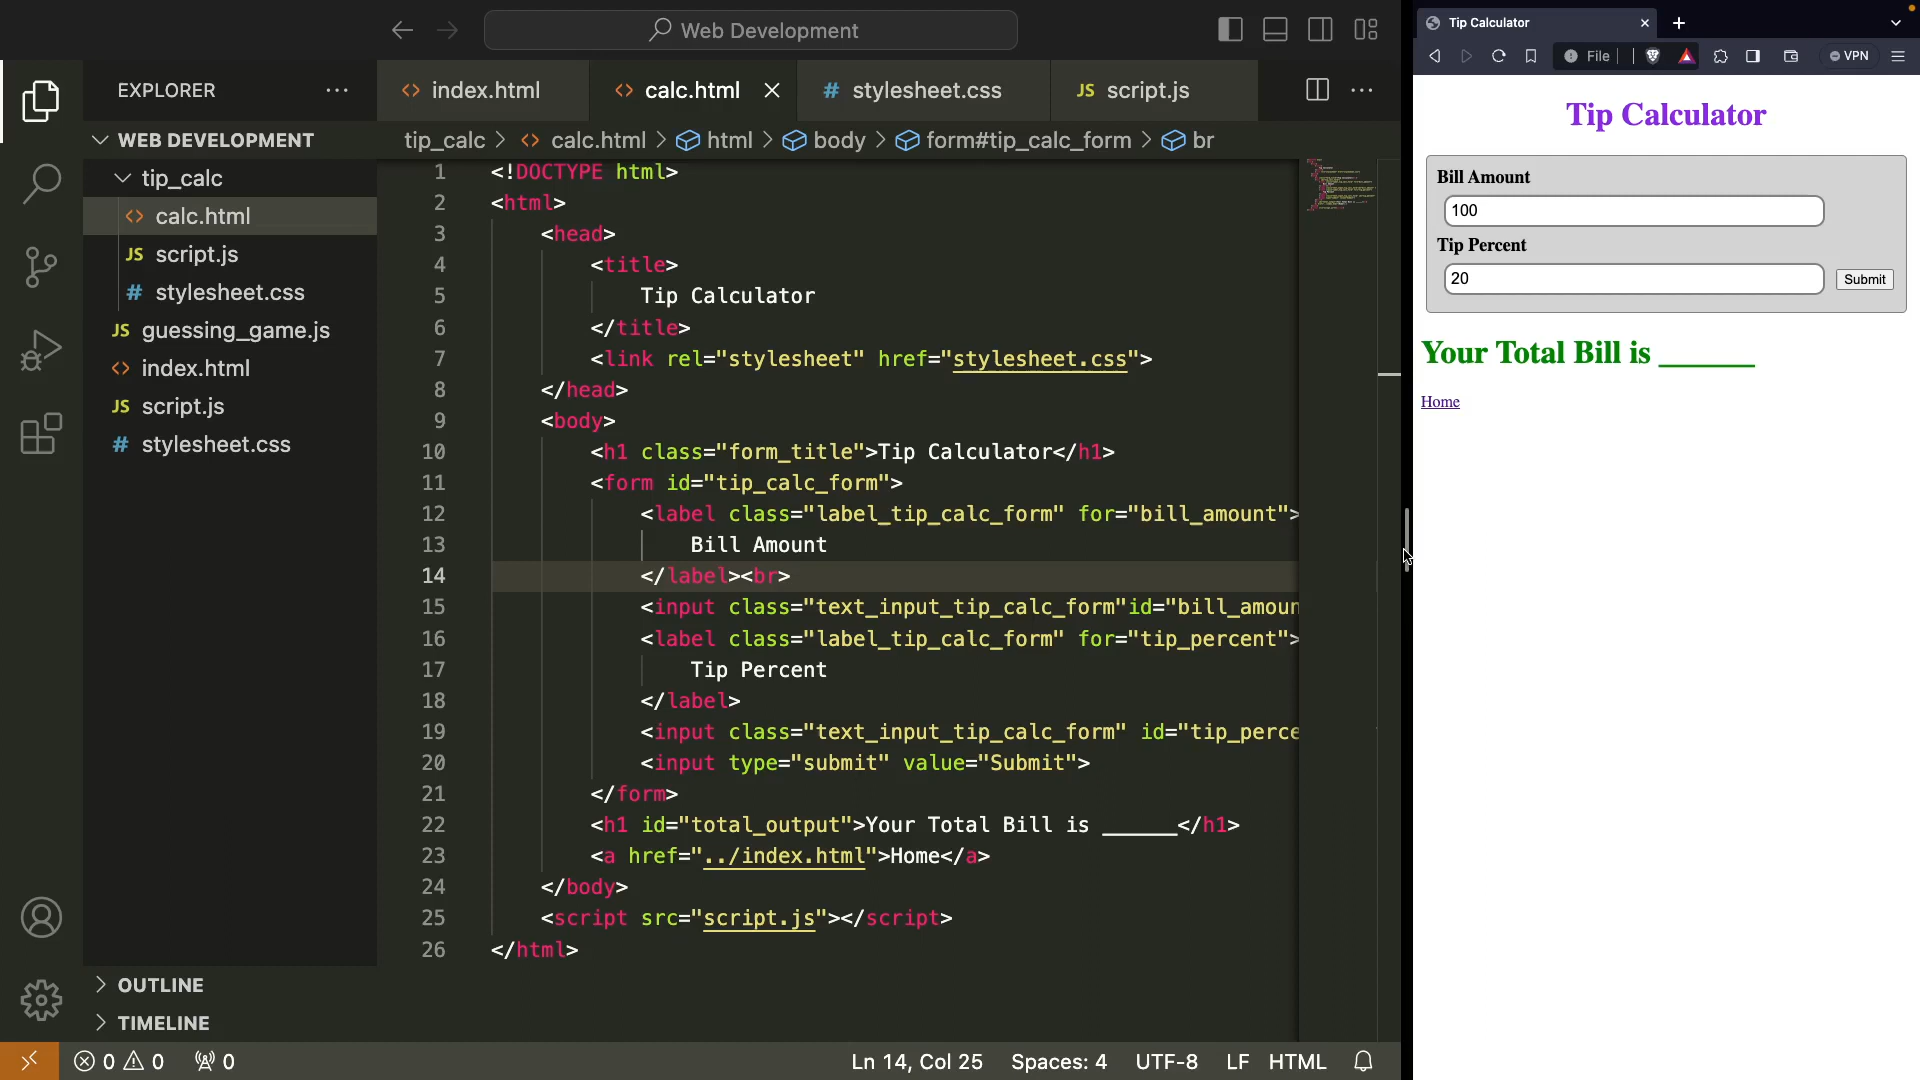 Web Development
EXPLORER
WEB DEVELOPMENT
tip_calc
calc.html
JS script.js
# stylesheet.css
JS guessing_game.js
index.html
JS script.js
# stylesheet.css
OUTLINE
TIMELINE
index.html
calc.html
# stylesheet.css
JS script.js
tip_calc > calc.html > html > body > form#tip_calc_form > br
1 <!DOCTYPE html>
2 <html>
3 <head>
4 <title>
5 Tip Calculator
6 </title>
7 <link rel="stylesheet" href="stylesheet.css">
8 </head>
9 <body>
10 <h1 class="form_title">Tip Calculator</h1>
11 <form id="tip_calc_form">
12 <label class="label_tip_calc_form" for="bill_amount">
13 Bill Amount
14 </label><br>
15 <input class="text_input_tip_calc_form"id="bill_amoun
16 <label class="label_tip_calc_form" for="tip_percent">
17 Tip Percent
18 </label>
19 <input class="text_input_tip_calc_form" id="tip_perce
20 <input type="submit" value="Submit">
21 </form>
22 <h1 id="total_output">Your Total Bill is ______</h1>
23 <a href="../index.html">Home</a>
24 </body>
25 <script src="script.js"></script>
26 </html>
0 0 0
Ln 14, Col 25 Spaces: 4 UTF-8 LF HTML
Tip Calculator
File
VPN
Tip Calculator
Bill Amount
100
Tip Percent
20
Submit
Your Total Bill is ______
Home